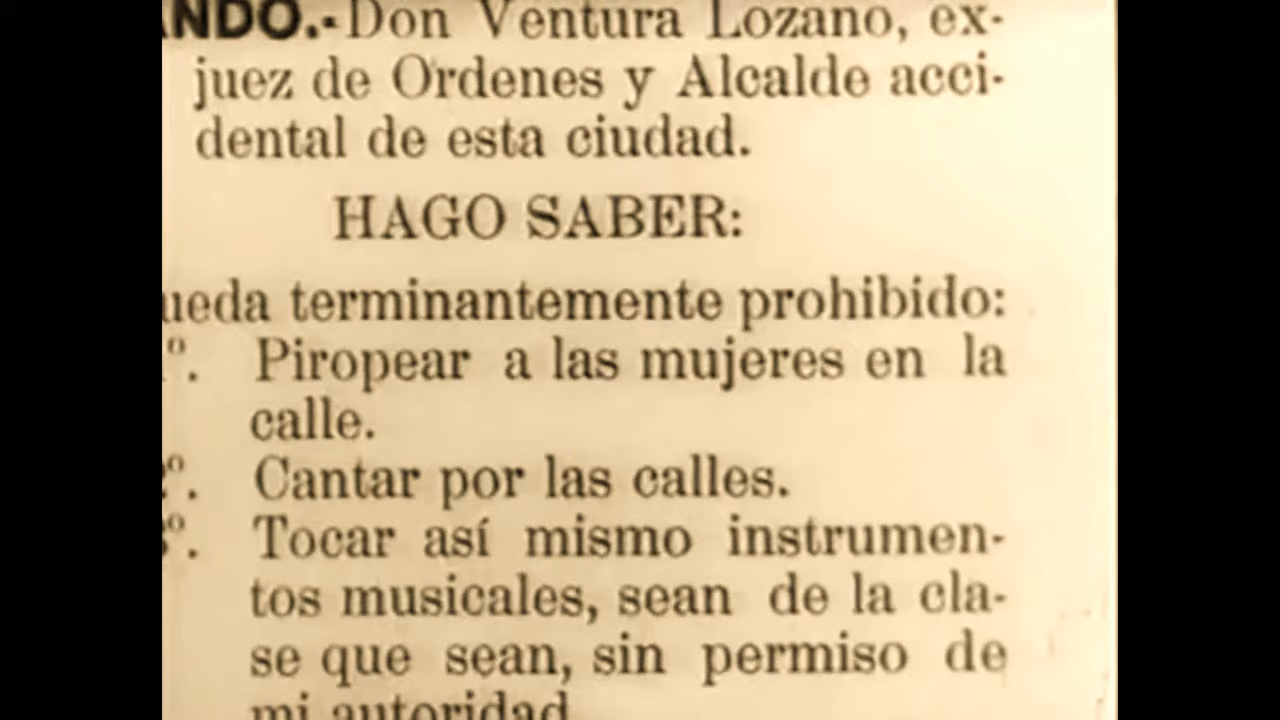 NDO.-Don Ventura Lozano, ex-
juez de Ordenes y Alcalde acci-
dental de esta ciudad.
HAGO SABER:
ueda terminantemente prohibido:
º. Piropear a las mujeres en la
calle.
º. Cantar por las calles.
º. Tocar así mismo instrumen-
tos musicales, sean de la cla-
se que sean, sin permiso de
mi autoridad